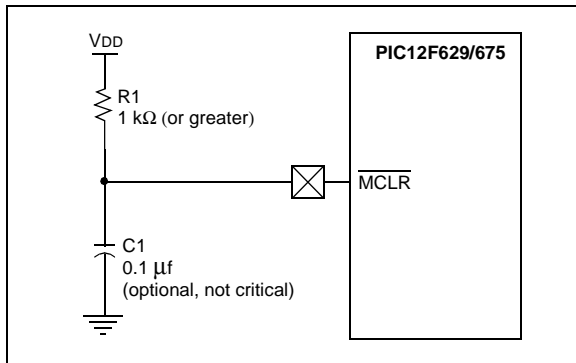 VDD
PIC12F629/675
R1
1 kΩ (or greater)
MCLR
C1
0.1 μf
(optional, not critical)